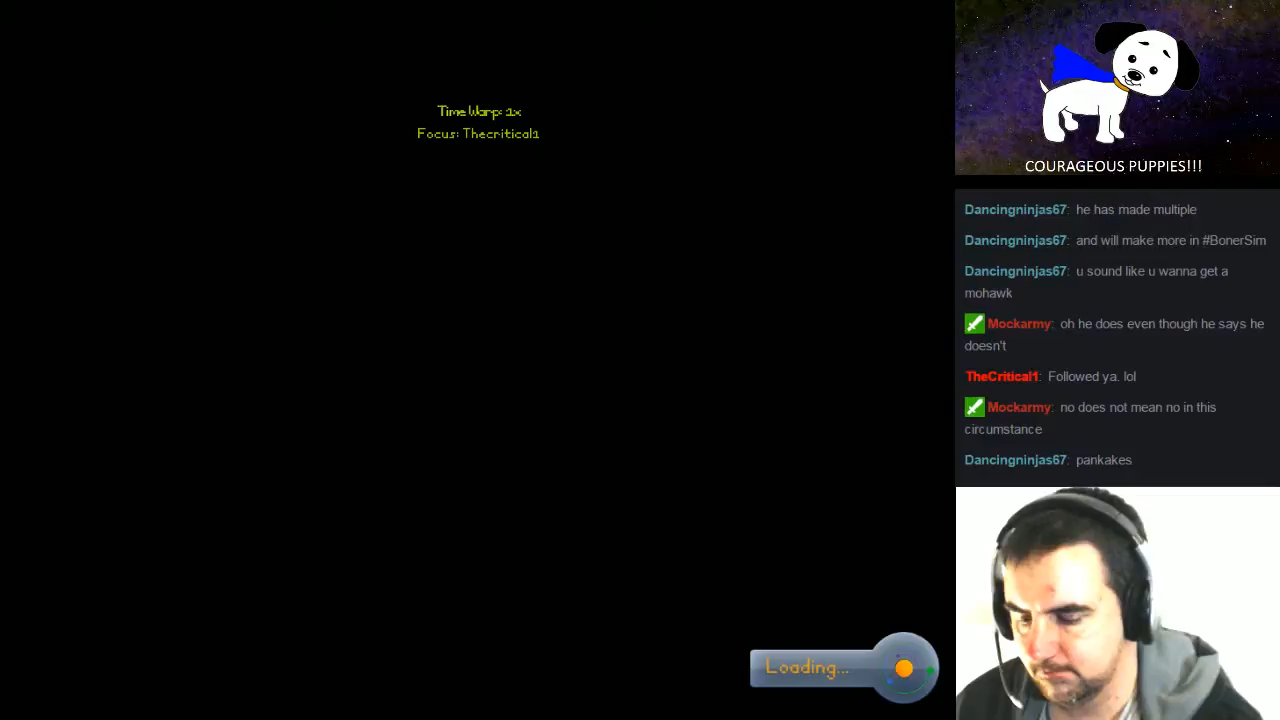 Time Warp: 1x
Focus: Thecritical1
Loading...
COURAGEOUS PUPPIES!!!
Dancingninjas67: he has made multiple
Dancingninjas67: and will make more in #BonerSim
Dancingninjas67: u sound like u wanna get a
mohawk
Mockarmy: oh he does even though he says he
doesn't
TheCritical1: Followed ya. lol
Mockarmy: no does not mean no in this
circumstance
Dancingninjas67: pankakes